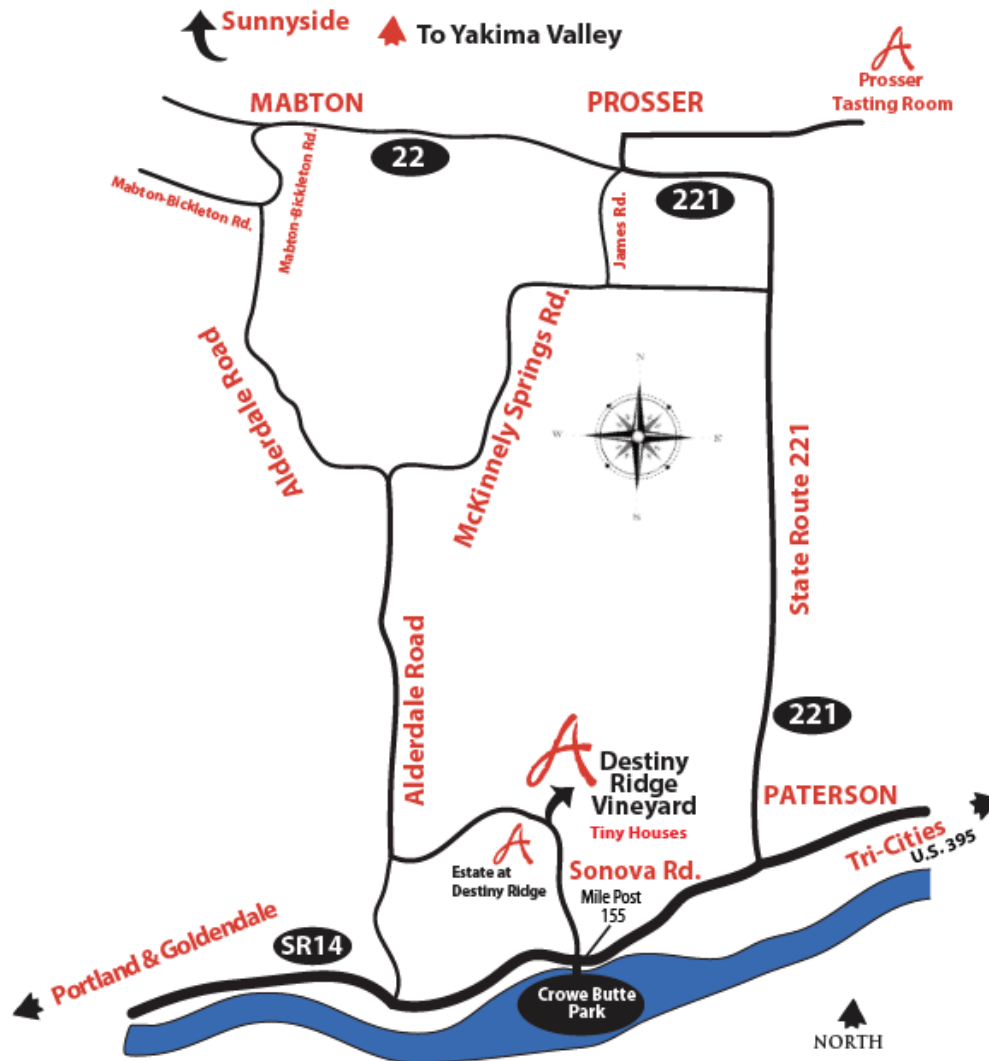 Sunnyside
To Yakima Valley
A
Prosser
Tasting Room
MABTON
PROSSER
22
221
Mabton-Bickleton Rd.
Mabton-Bickleton Rd.
James Rd.
Alderdale Road
McKinnely Springs Rd.
N
W
E
S
State Route 221
Alderdale Road
221
A
Destiny
Ridge
Vineyard
Tiny Houses
PATERSON
A
Estate at
Destiny Ridge
Sonova Rd.
Mile Post
155
Tri-Cities
U.S. 395
SR14
Portland & Goldendale
Crowe Butte
Park
NORTH